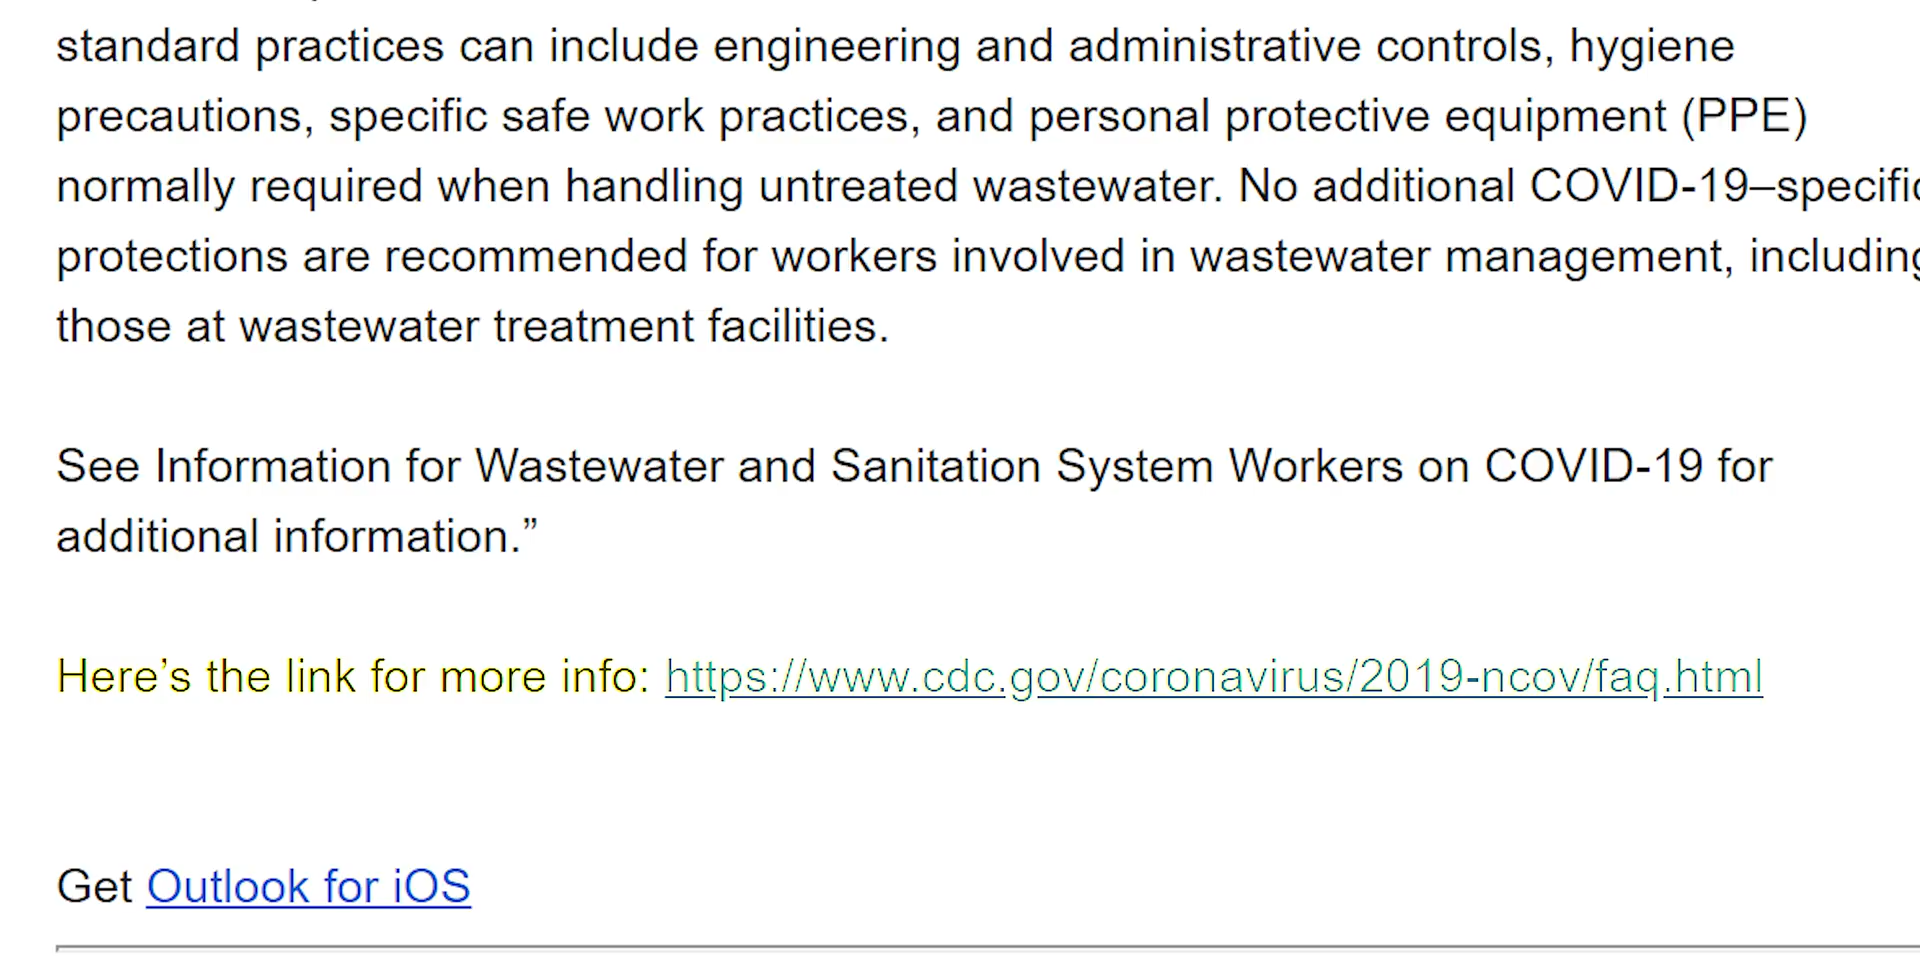 standard practices can include engineering and administrative controls, hygiene
precautions, specific safe work practices, and personal protective equipment (PPE)
normally required when handling untreated wastewater. No additional COVID-19–specific
protections are recommended for workers involved in wastewater management, including
those at wastewater treatment facilities.
See Information for Wastewater and Sanitation System Workers on COVID-19 for
additional information.”
Here’s the link for more info: https://www.cdc.gov/coronavirus/2019-ncov/faq.html
Get Outlook for iOS